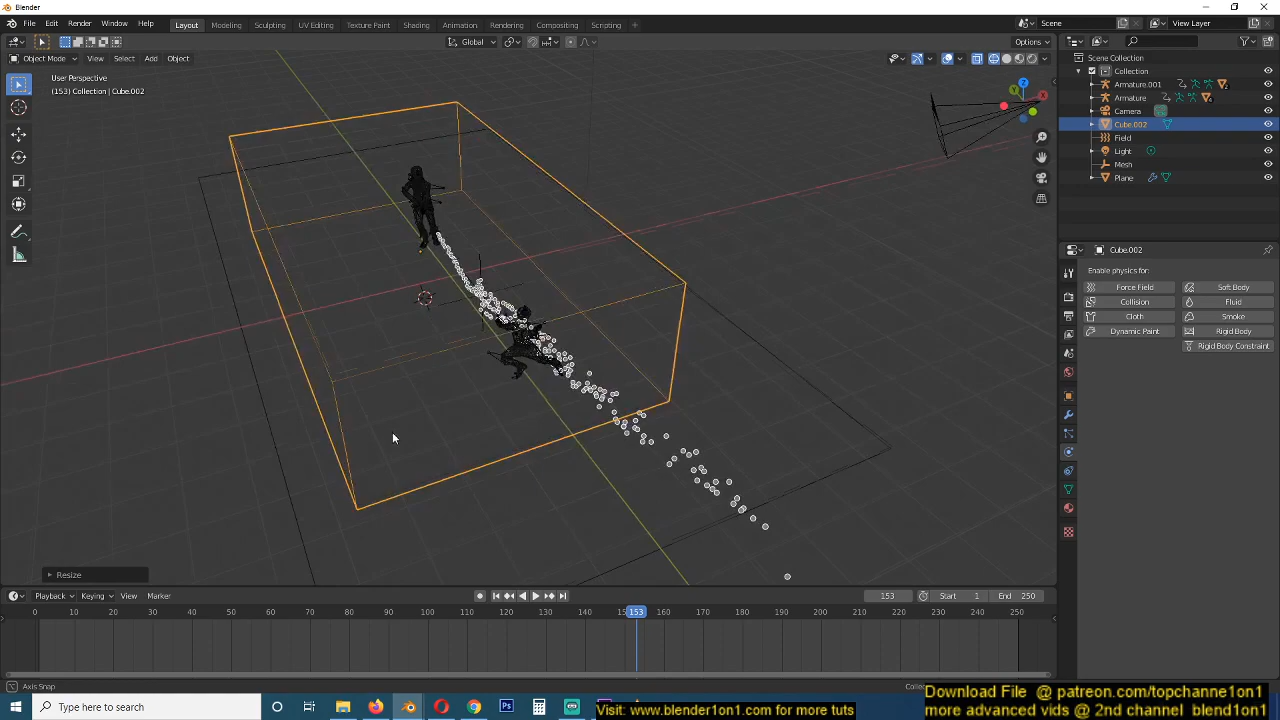 Blender
File Edit Render Window Help Layout Modeling Sculpting UV Editing Texture Paint Shading Animation Rendering Compositing Scripting Scene View Layer
Global Options
Object Mode View Select Add Object
User Perspective
(153) Collection | Cube.002
Scene Collection
Collection
Armature.001
Armature
Camera
Cube.002
Field
Light
Mesh
Plane
Cube.002
Enable physics for:
Force Field Soft Body
Collision Fluid
Cloth Smoke
Dynamic Paint Rigid Body
Rigid Body Constraint
X
Y
Z
Resize
Playback Keying View Marker 153 Start 1 End 250
0 10 20 30 40 50 60 70 80 90 100 110 120 130 140 153 160 170 180 190 200 210 220 230 240 250
Axis Snap
Type here to search
Visit: www.blender1on1.com for more tuts
Download File @ patreon.com/topchanne1on1
more advanced vids @ 2nd channel blend1on1